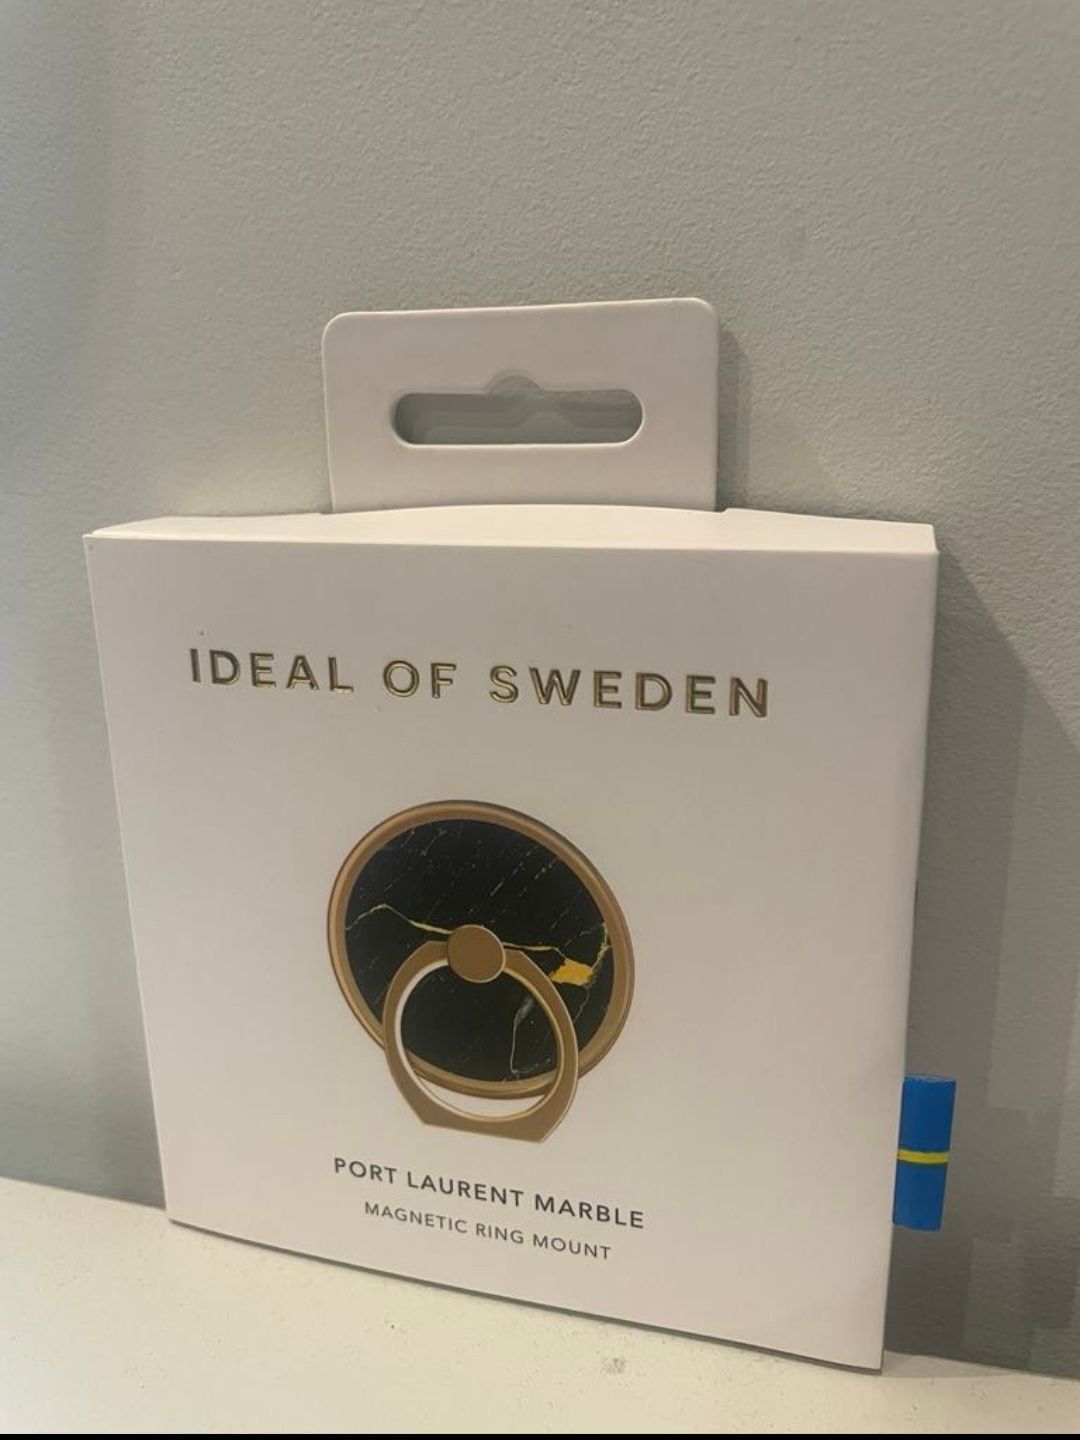 IDEAL OF SWEDEN
PORT LAURENT MARBLE
MAGNETIC RING MOUNT